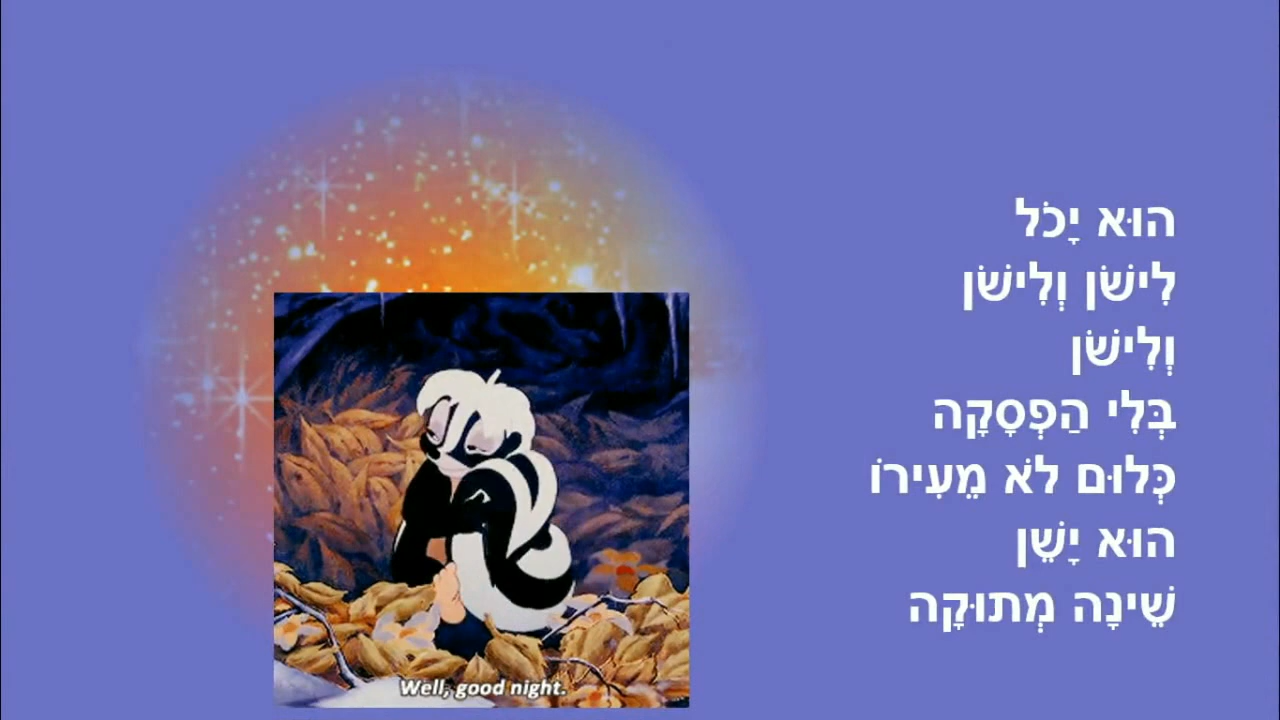 הוּא יָכֹל
לִישֹׁן וְלִישֹׁן
וְלִישֹׁן
בְּלִי הַפְסָקָה
כְּלוּם לֹא מֵעִירוֹ
הוּא יָשֵׁן
שֵׁינָה מְתוּקָּה
Well, good night.